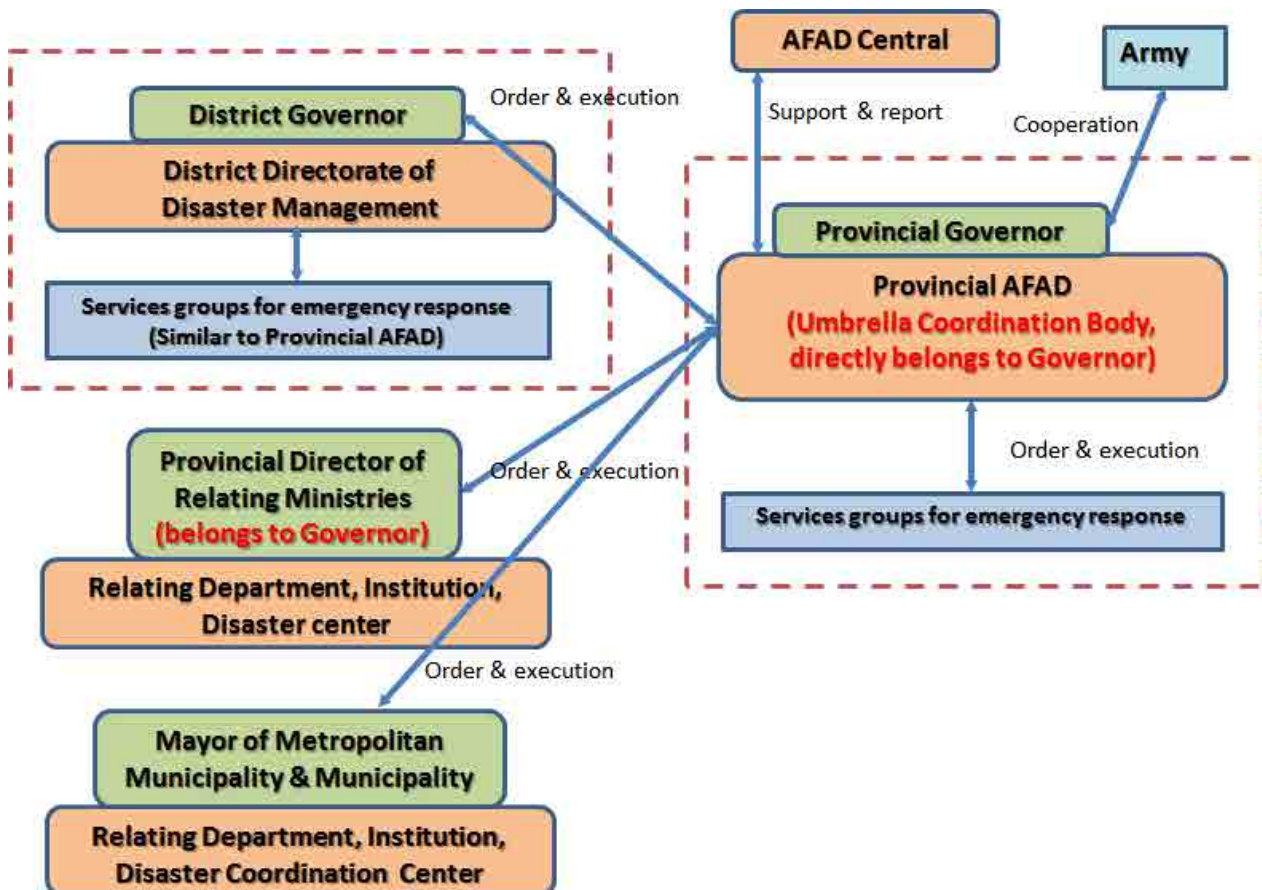 AFAD Central
Army
Order & execution
Support & report
Cooperation
District Governor
District Directorate of
Disaster Management
Services groups for emergency response
(Similar to Provincial AFAD)
Provincial Governor
Provincial AFAD
(Umbrella Coordination Body,
directly belongs to Governor)
Order & execution
Services groups for emergency response
Provincial Director of
Relating Ministries
(belongs to Governor)
Order & execution
Relating Department, Institution,
Disaster center
Order & execution
Mayor of Metropolitan
Municipality & Municipality
Relating Department, Institution,
Disaster Coordination Center